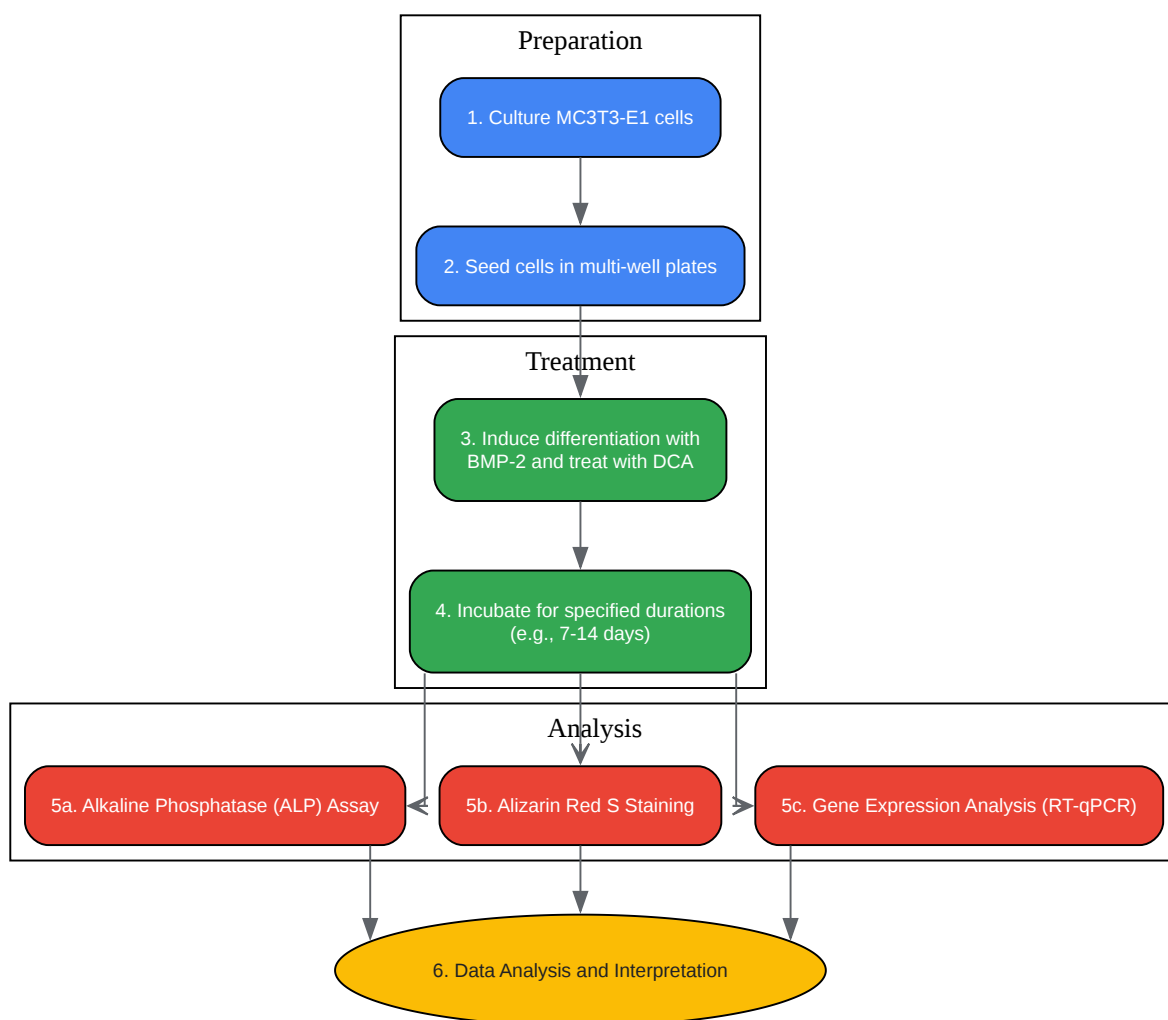 Preparation
1. Culture MC3T3-E1 cells
2. Seed cells in multi-well plates
Treatment
3. Induce differentiation with
BMP-2 and treat with DCA
4. Incubate for specified durations
(e.g., 7-14 days)
Analysis
5a. Alkaline Phosphatase (ALP) Assay
5b. Alizarin Red S Staining
5c. Gene Expression Analysis (RT-qPCR)
6. Data Analysis and Interpretation